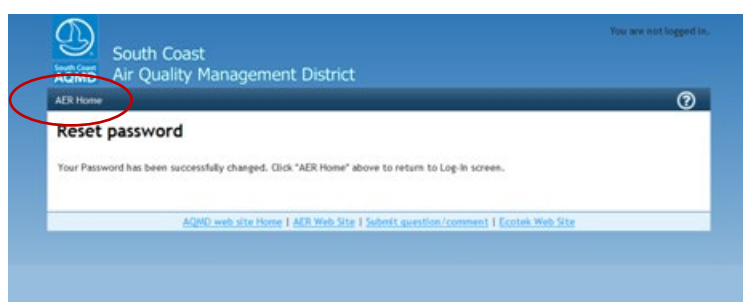 You are not logged in.
South Coast
AQMD
South Coast
Air Quality Management District
AER Home
Reset password
Your Password has been successfully changed. Click "AER Home" above to return to Log-In screen.
AQMD web site Home | AER Web Site | Submit question/comment | Ecotek Web Site